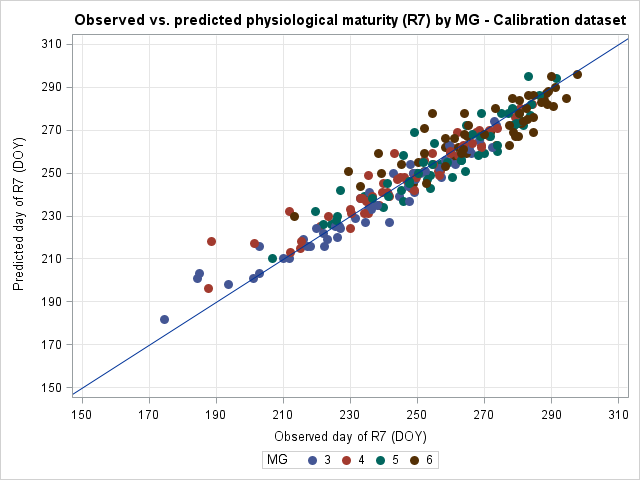 Observed vs. predicted physiological maturity (R7) by MG - Calibration dataset
310
290
270
250
230
210
190
170
150
Predicted day of R7 (DOY)
150 170 190 210 230 250 270 290 310
Observed day of R7 (DOY)
MG 3 4 5 6